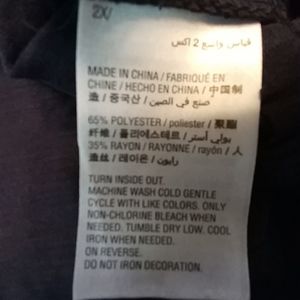 2X/
قياس واسع 2 اكس
MADE IN CHINA / FABRIQUÉ EN
CHINE / HECHO EN CHINA / 中国制
造 / 중국산 / صنع في الصين
65% POLYESTER / poliester / 聚酯
纤维 / 폴리에스테르 / بولي أستر
35% RAYON / RAYONNE / rayón / 人
造丝 / 레이온 / رايون
TURN INSIDE OUT.
MACHINE WASH COLD GENTLE
CYCLE WITH LIKE COLORS. ONLY
NON-CHLORINE BLEACH WHEN
NEEDED. TUMBLE DRY LOW. COOL
IRON WHEN NEEDED.
ON REVERSE.
DO NOT IRON DECORATION.